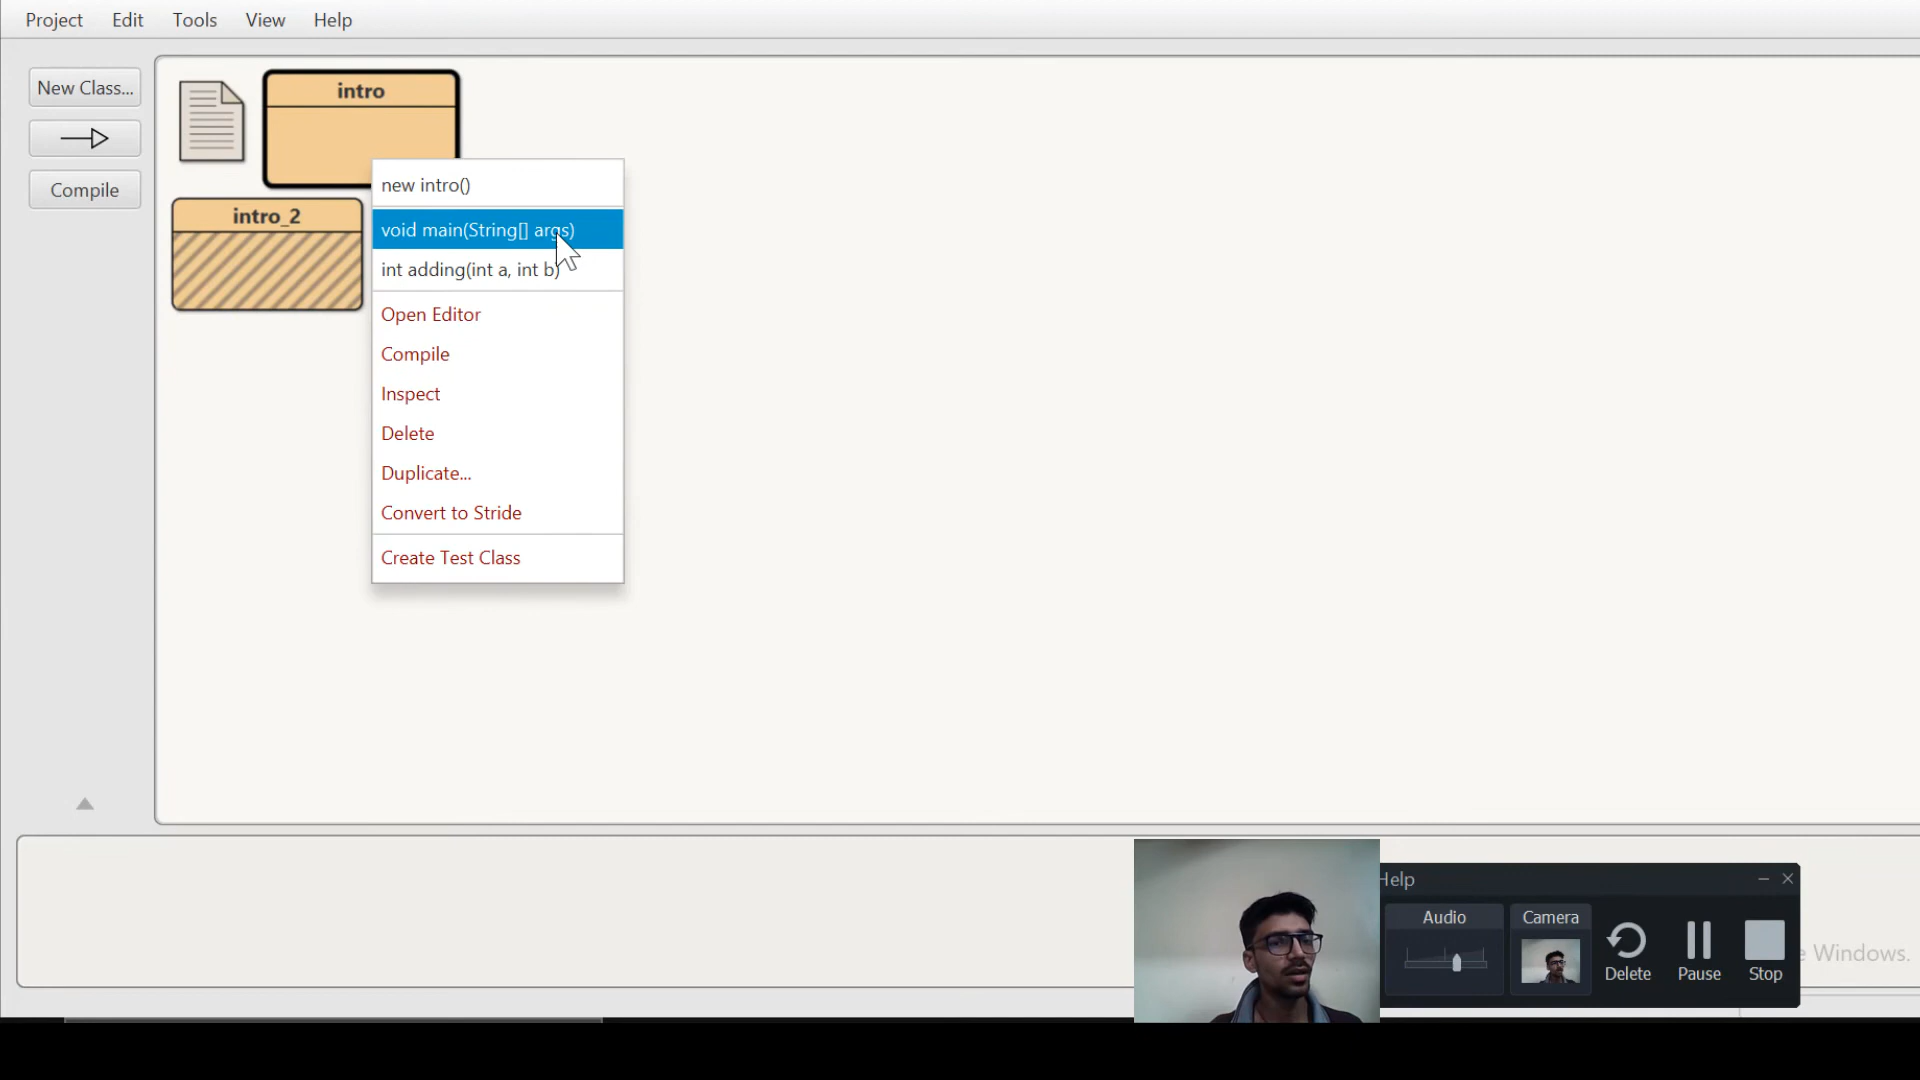 Project Edit Tools View Help
New Class...
Compile
intro
intro_2
new intro()
void main(String[] args)
int adding(int a, int b)
Open Editor
Compile
Inspect
Delete
Duplicate...
Convert to Stride
Create Test Class
Help
Audio
Camera
Delete
Pause
Stop
Windows.